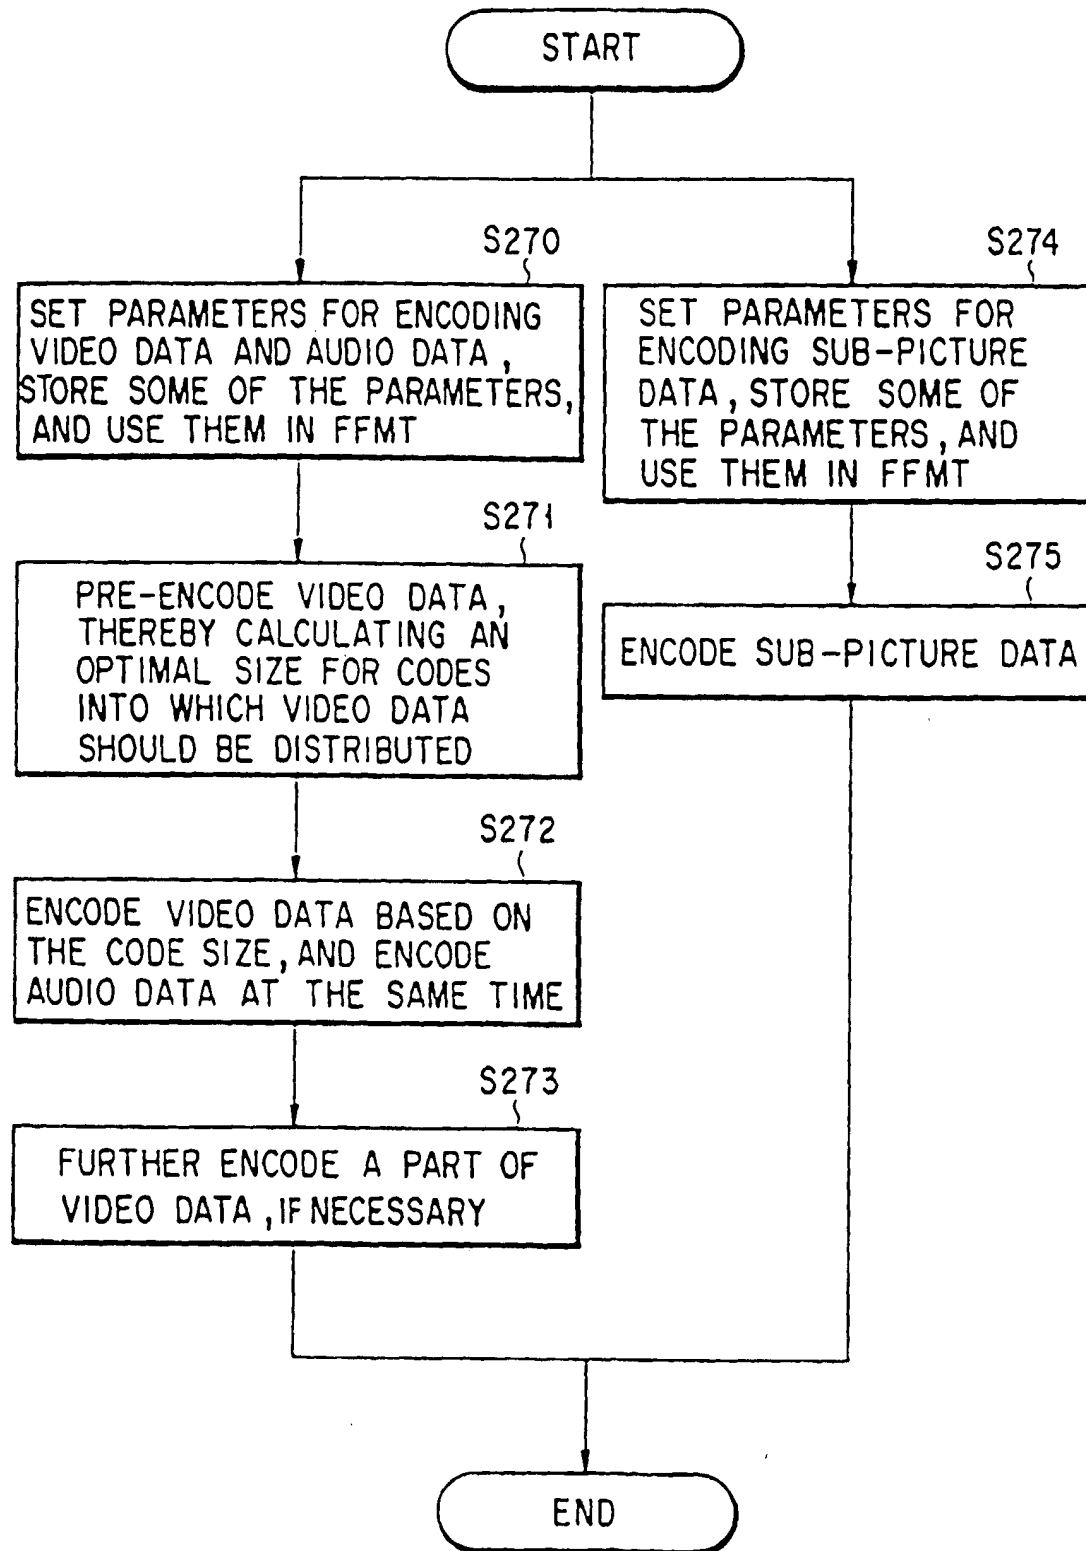 START
S270
SET PARAMETERS FOR ENCODING
VIDEO DATA AND AUDIO DATA,
STORE SOME OF THE PARAMETERS,
AND USE THEM IN FFMT
S271
PRE-ENCODE VIDEO DATA,
THEREBY CALCULATING AN
OPTIMAL SIZE FOR CODES
INTO WHICH VIDEO DATA
SHOULD BE DISTRIBUTED
S272
ENCODE VIDEO DATA BASED ON
THE CODE SIZE, AND ENCODE
AUDIO DATA AT THE SAME TIME
S273
FURTHER ENCODE A PART OF
VIDEO DATA, IF NECESSARY
S274
SET PARAMETERS FOR
ENCODING SUB-PICTURE
DATA, STORE SOME OF
THE PARAMETERS, AND
USE THEM IN FFMT
S275
ENCODE SUB-PICTURE DATA
END